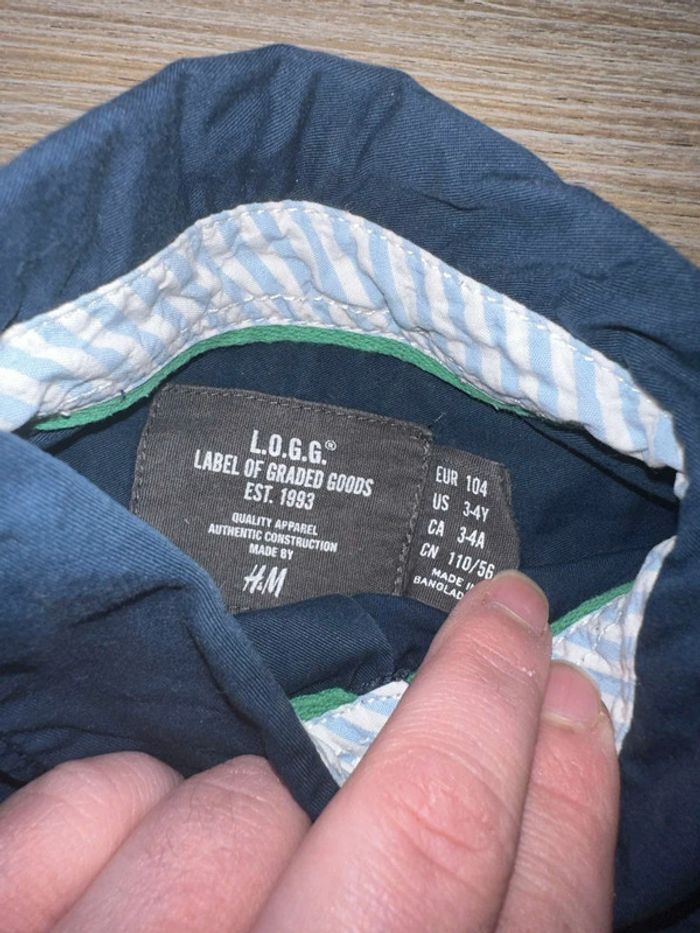 L.O.G.G.®
LABEL OF GRADED GOODS
EST. 1993
QUALITY APPAREL
AUTHENTIC CONSTRUCTION
MADE BY
H&M
EUR 104
US 3-4Y
CA 3-4A
CN 110/56
MADE IN